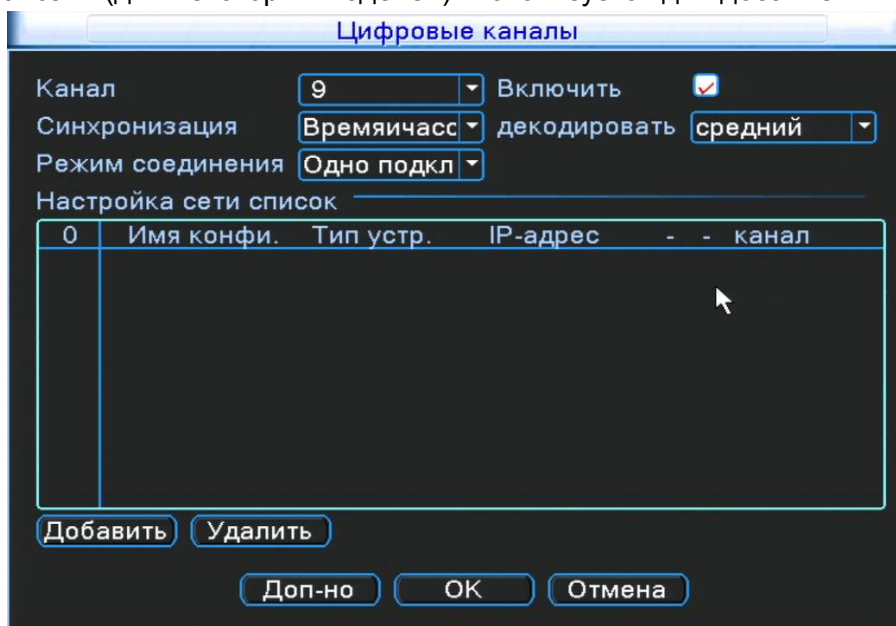 Цифровые каналы
Канал 9 Включить
Синхронизация Времяичасс декодировать средний
Режим соединения Одно подкл
Настройка сети список
0 Имя конфи. Тип устр. IP-адрес - - канал
Добавить Удалить
Доп-но OK Отмена